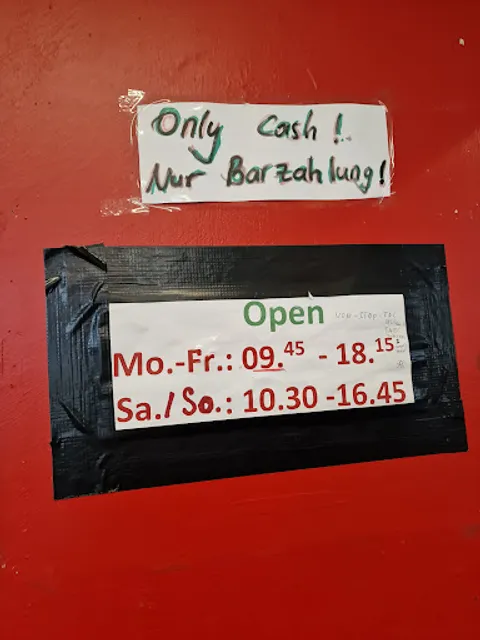 Only Cash!
Nur Barzahlung!
Open
Mo.-Fr.: 09.45 - 18.15
Sa./So.: 10.30 -16.45